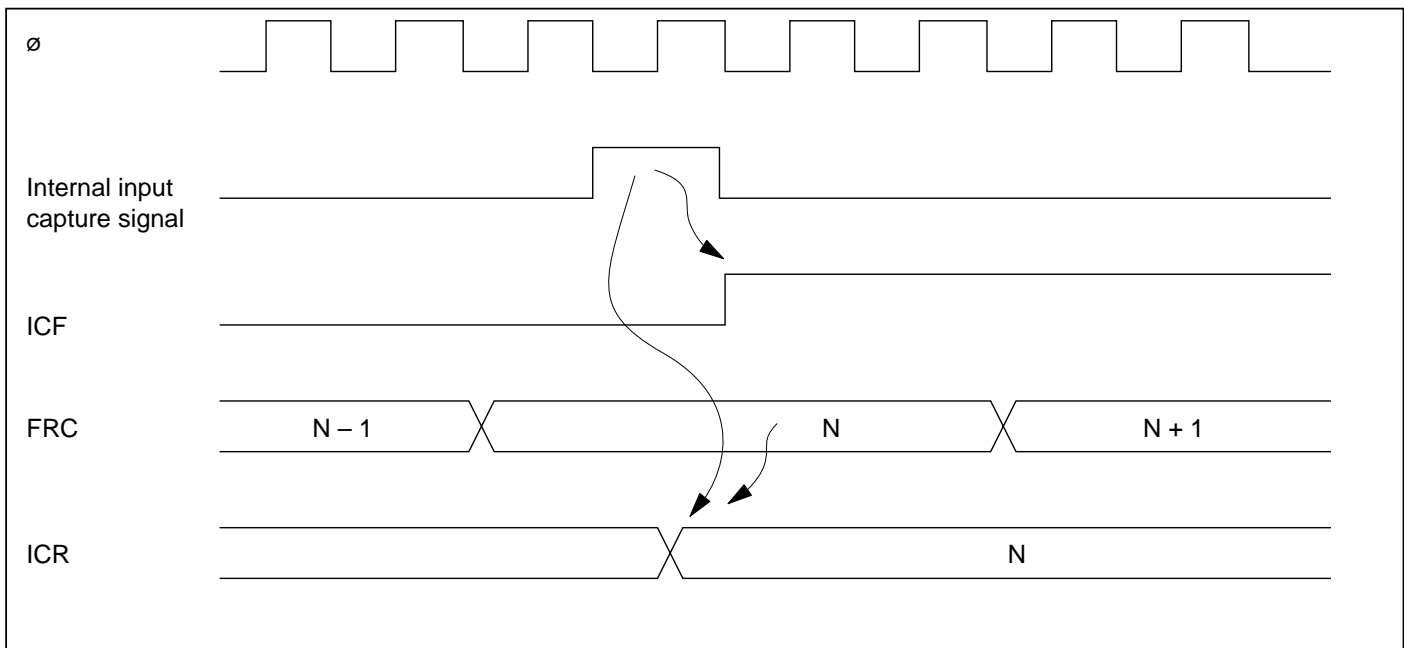 ø
Internal input
capture signal
ICF
FRC
N – 1
N
N + 1
ICR
N